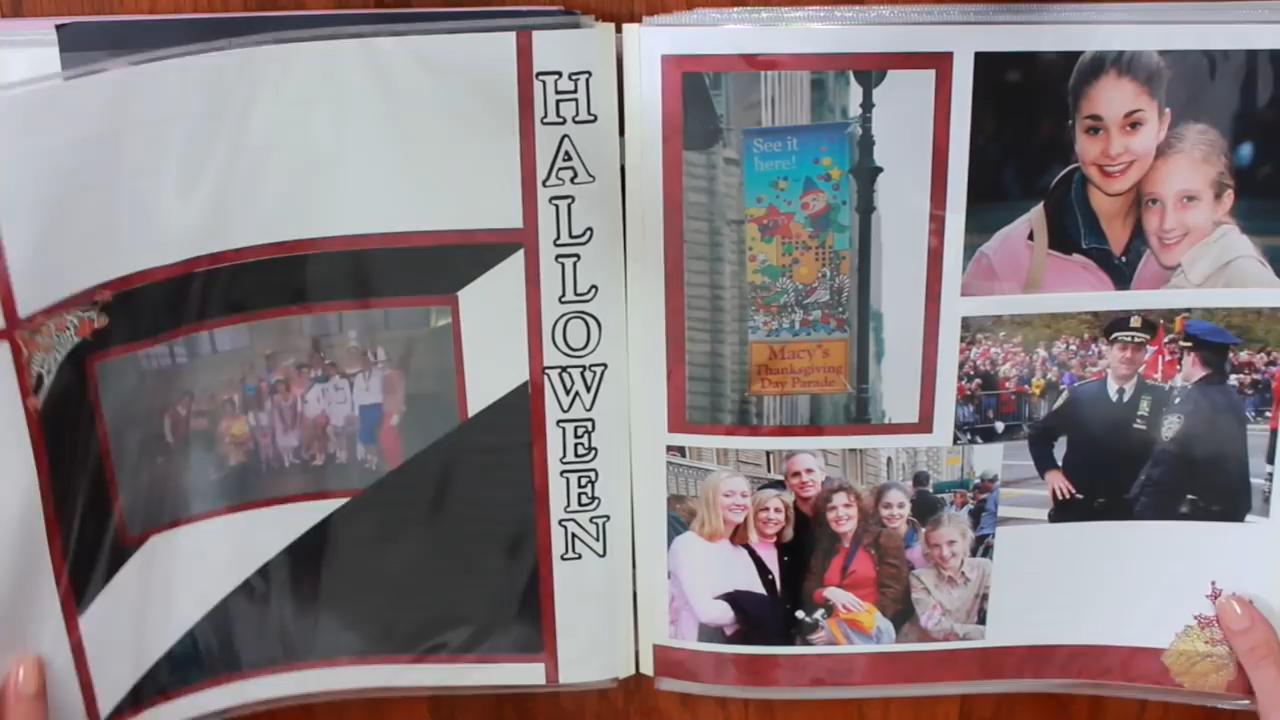 HALLOWEEN
See it
here!
Macy's
Thanksgiving
Day Parade